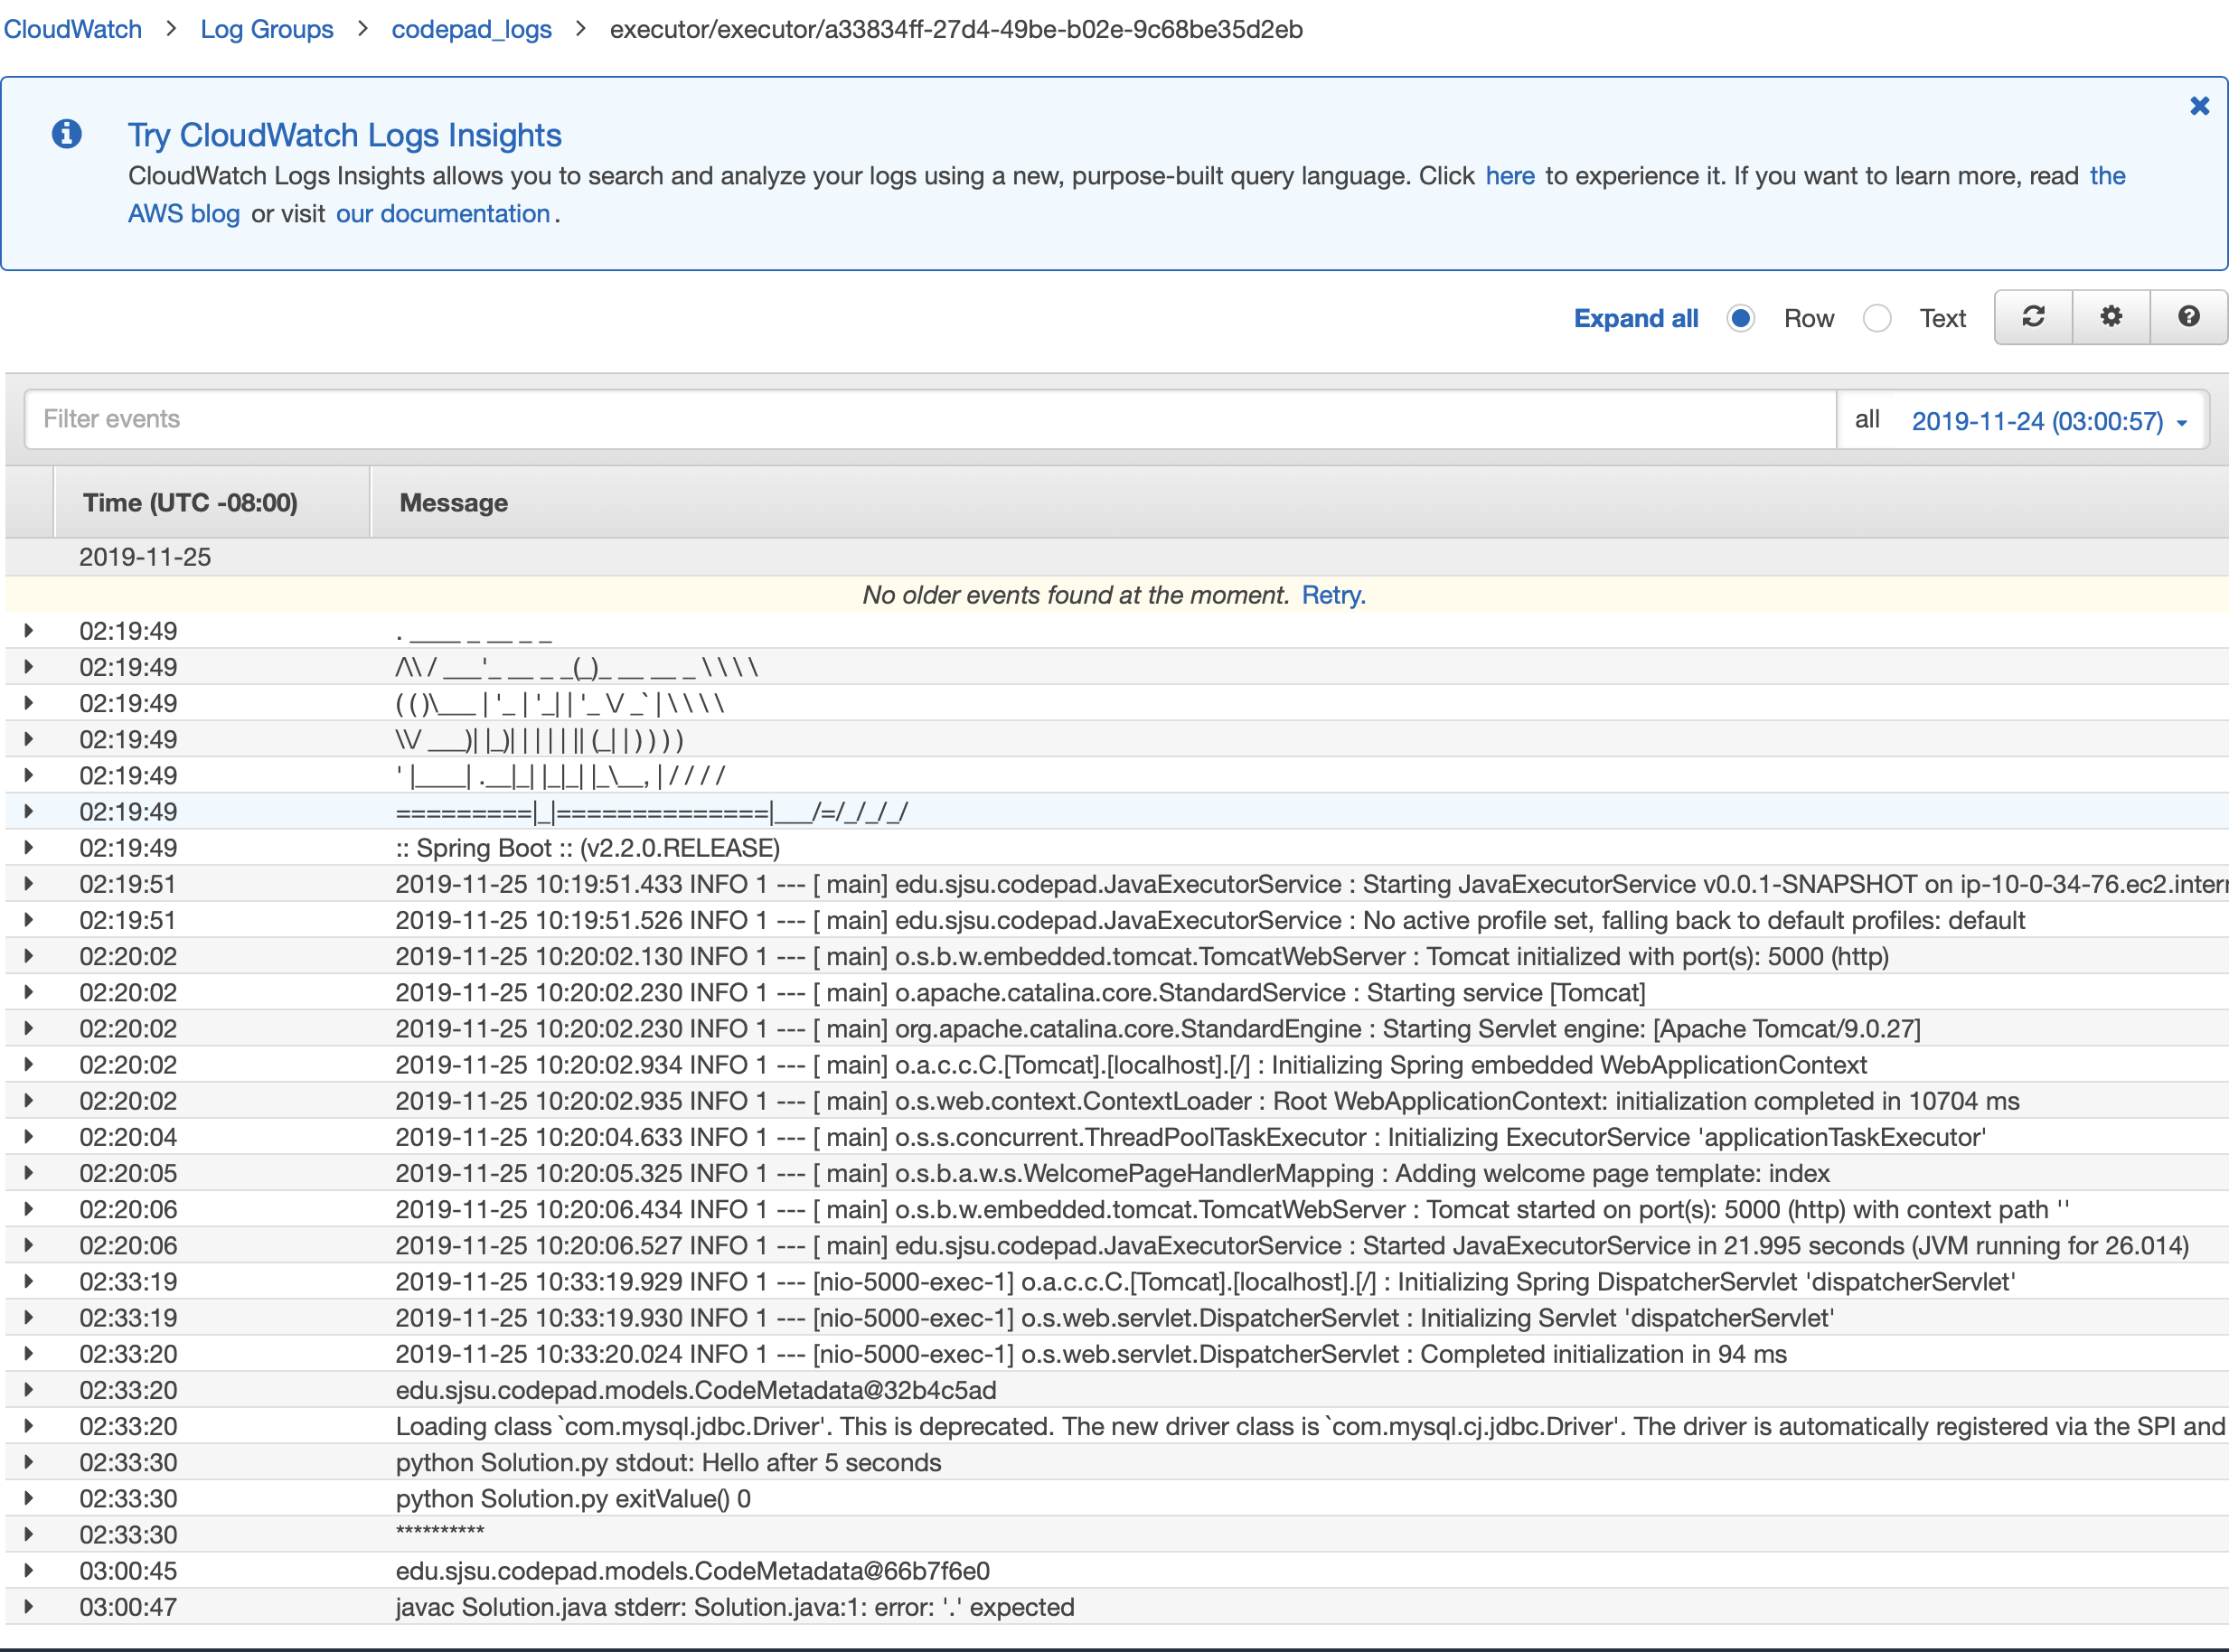 CloudWatch > Log Groups > codepad_logs > executor/executor/a33834ff-27d4-49be-b02e-9c68be35d2eb
Try CloudWatch Logs Insights
CloudWatch Logs Insights allows you to search and analyze your logs using a new, purpose-built query language. Click here to experience it. If you want to learn more, read the
AWS blog or visit our documentation.
Expand all Row Text
Filter events all 2019-11-24 (03:00:57)
Time (UTC -08:00) Message
2019-11-25
No older events found at the moment. Retry.
02:19:49 . ____ _ __ _ _
02:19:49 /\\ / ___'_ __ _ _(_)_ __ __ _ \ \ \ \
02:19:49 ( ( )\___ | '_ | '_| | '_ \/ _` | \ \ \ \
02:19:49 \\/ ___)| |_)| | | | | || (_| | ) ) ) )
02:19:49 ' |____| .__|_| |_|_| |_\__, | / / / /
02:19:49 =========|_|==============|___/=/_/_/_/
02:19:49 :: Spring Boot :: (v2.2.0.RELEASE)
02:19:51 2019-11-25 10:19:51.433 INFO 1 --- [ main] edu.sjsu.codepad.JavaExecutorService : Starting JavaExecutorService v0.0.1-SNAPSHOT on ip-10-0-34-76.ec2.interr
02:19:51 2019-11-25 10:19:51.526 INFO 1 --- [ main] edu.sjsu.codepad.JavaExecutorService : No active profile set, falling back to default profiles: default
02:20:02 2019-11-25 10:20:02.130 INFO 1 --- [ main] o.s.b.w.embedded.tomcat.TomcatWebServer : Tomcat initialized with port(s): 5000 (http)
02:20:02 2019-11-25 10:20:02.230 INFO 1 --- [ main] o.apache.catalina.core.StandardService : Starting service [Tomcat]
02:20:02 2019-11-25 10:20:02.230 INFO 1 --- [ main] org.apache.catalina.core.StandardEngine : Starting Servlet engine: [Apache Tomcat/9.0.27]
02:20:02 2019-11-25 10:20:02.934 INFO 1 --- [ main] o.a.c.c.C.[Tomcat].[localhost].[/] : Initializing Spring embedded WebApplicationContext
02:20:02 2019-11-25 10:20:02.935 INFO 1 --- [ main] o.s.web.context.ContextLoader : Root WebApplicationContext: initialization completed in 10704 ms
02:20:04 2019-11-25 10:20:04.633 INFO 1 --- [ main] o.s.s.concurrent.ThreadPoolTaskExecutor : Initializing ExecutorService 'applicationTaskExecutor'
02:20:05 2019-11-25 10:20:05.325 INFO 1 --- [ main] o.s.b.a.w.s.WelcomePageHandlerMapping : Adding welcome page template: index
02:20:06 2019-11-25 10:20:06.434 INFO 1 --- [ main] o.s.b.w.embedded.tomcat.TomcatWebServer : Tomcat started on port(s): 5000 (http) with context path ''
02:20:06 2019-11-25 10:20:06.527 INFO 1 --- [ main] edu.sjsu.codepad.JavaExecutorService : Started JavaExecutorService in 21.995 seconds (JVM running for 26.014)
02:33:19 2019-11-25 10:33:19.929 INFO 1 --- [nio-5000-exec-1] o.a.c.c.C.[Tomcat].[localhost].[/] : Initializing Spring DispatcherServlet 'dispatcherServlet'
02:33:19 2019-11-25 10:33:19.930 INFO 1 --- [nio-5000-exec-1] o.s.web.servlet.DispatcherServlet : Initializing Servlet 'dispatcherServlet'
02:33:20 2019-11-25 10:33:20.024 INFO 1 --- [nio-5000-exec-1] o.s.web.servlet.DispatcherServlet : Completed initialization in 94 ms
02:33:20 edu.sjsu.codepad.models.CodeMetadata@32b4c5ad
02:33:20 Loading class `com.mysql.jdbc.Driver'. This is deprecated. The new driver class is `com.mysql.cj.jdbc.Driver'. The driver is automatically registered via the SPI and
02:33:30 python Solution.py stdout: Hello after 5 seconds
02:33:30 python Solution.py exitValue() 0
02:33:30 **********
03:00:45 edu.sjsu.codepad.models.CodeMetadata@66b7f6e0
03:00:47 javac Solution.java stderr: Solution.java:1: error: '.' expected